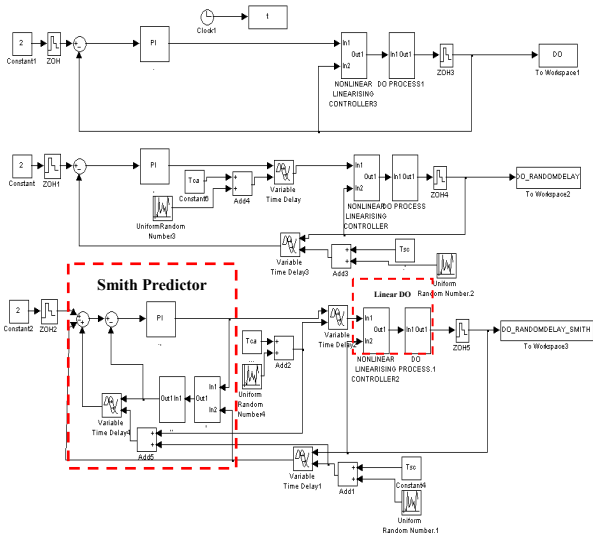 t
Clock1
2
Constant1
ZOH
PI
In1
In2
Out1
NONLINEAR
LINEARISING
CONTROLLER3
In1 Out1
DO PROCESS1
ZOH3
DO
To Workspace1
2
Constant
ZOH1
PI
Tca
Constant6
Add4
UniformRandom
Number3
Variable
Time Delay
In1
In2
Out1
NONLINEAR
LINEARISING
CONTROLLER
In1 Out1
DO PROCESS
ZOH4
DO_RANDOMDELAY
To Workspace2
Variable
Time Delay3
Add3
Tsc
Uniform
Random Number.2
Smith Predictor
2
Constant2
ZOH2
PI
Tca
Add2
Uniform
Random
Number4
Variable
Time Delay2
Linear DO
In1
In2
Out1
NONLINEAR
LINEARISING
CONTROLLER2
In1 Out1
DO
PROCESS.1
ZOH5
DO_RANDOMDELAY_SMITH
To Workspace3
Out1 In1
Out1
In1
In2
Variable
Time Delay4
Add5
Variable
Time Delay1
Add1
Tsc
Constant4
Uniform
Random Number.1